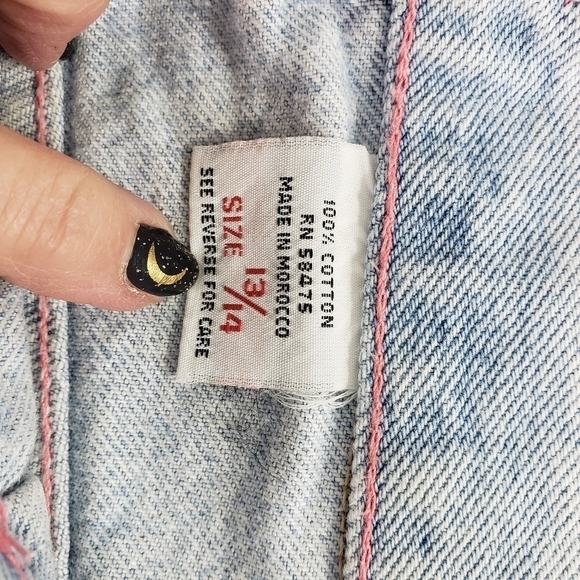 100% COTTON
RN 58475
MADE IN MOROCCO
SIZE 13/14
SEE REVERSE FOR CARE